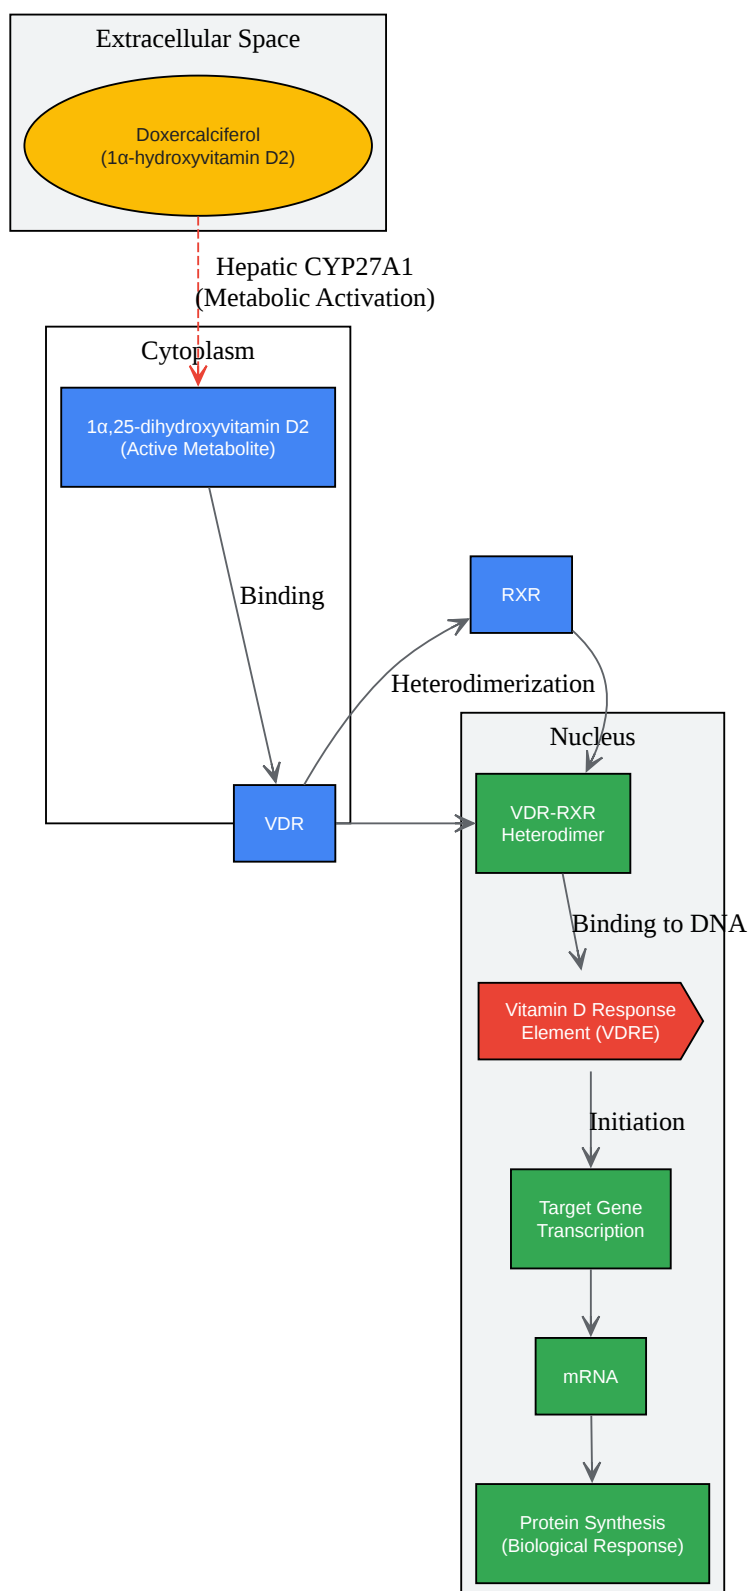 Extracellular Space
Doxercalciferol
(1α-hydroxyvitamin D2)
Hepatic CYP27A1
(Metabolic Activation)
Cytoplasm
1α,25-dihydroxyvitamin D2
(Active Metabolite)
Binding
RXR
Heterodimerization
Nucleus
VDR
VDR-RXR
Heterodimer
Binding to DNA
Vitamin D Response
Element (VDRE)
Initiation
Target Gene
Transcription
mRNA
Protein Synthesis
(Biological Response)